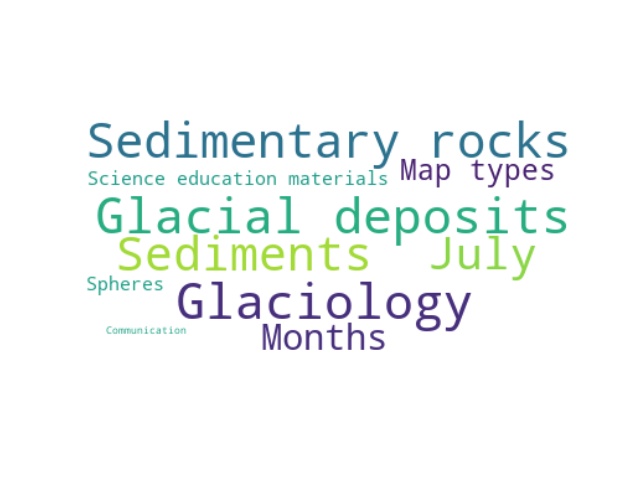 Sedimentary rocks
Science education materials Map types
Glacial deposits
Sediments July
Spheres
Glaciology
Communication
Months